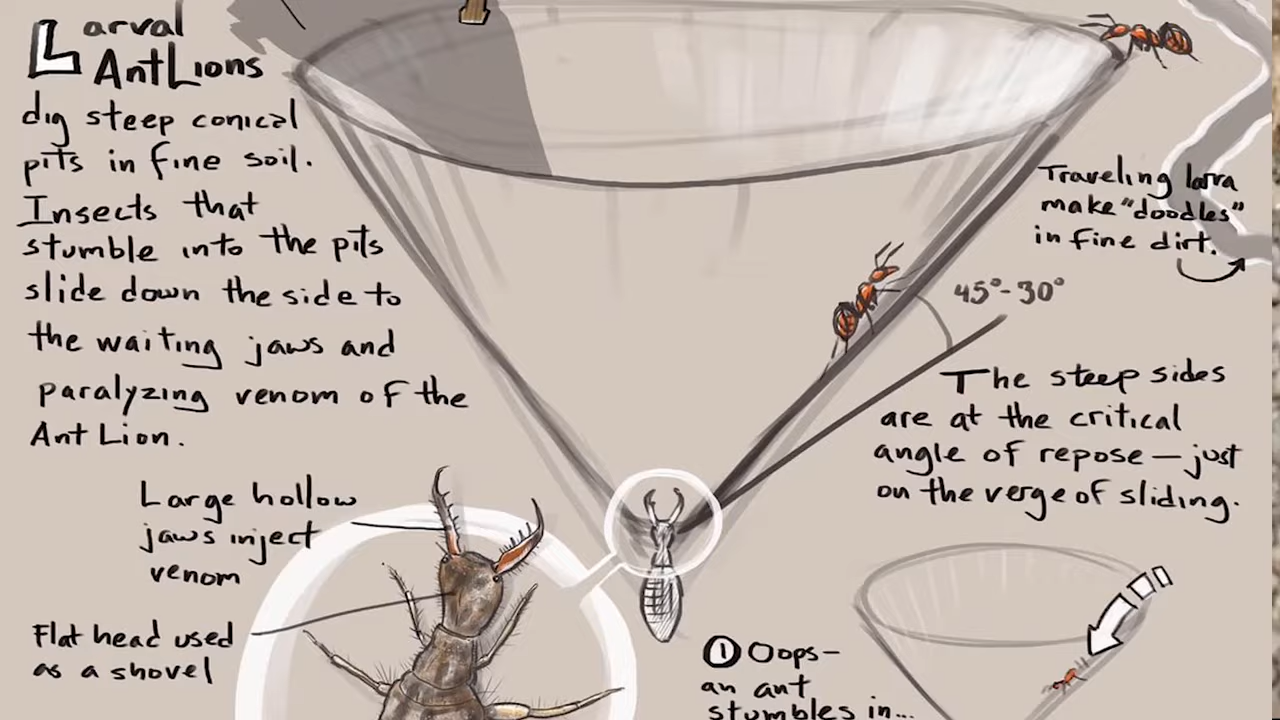 Larval
AntLions
dig steep conical
pits in fine soil.
Insects that
stumble into the pits
slide down the side to
the waiting jaws and
paralyzing venom of the
Ant Lion.
Large hollow
jaws inject
venom
Flat head used
as a shovel
Traveling larva
make "doodles"
in fine dirt.
45°-30°
The steep sides
are at the critical
angle of repose — just
on the verge of sliding.
① Oops-
an ant
stumbles in...